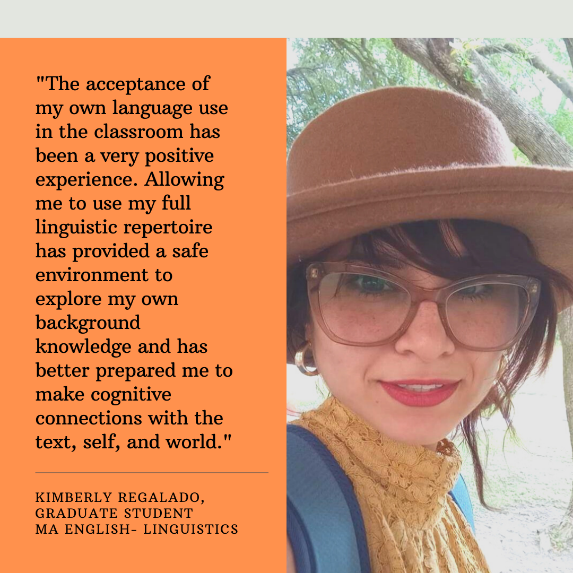 "The acceptance of
my own language use
in the classroom has
been a very positive
experience. Allowing
me to use my full
linguistic repertoire
has provided a safe
environment to
explore my own
background
knowledge and has
better prepared me to
make cognitive
connections with the
text, self, and world."
KIMBERLY REGALADO,
GRADUATE STUDENT
MA ENGLISH- LINGUISTICS